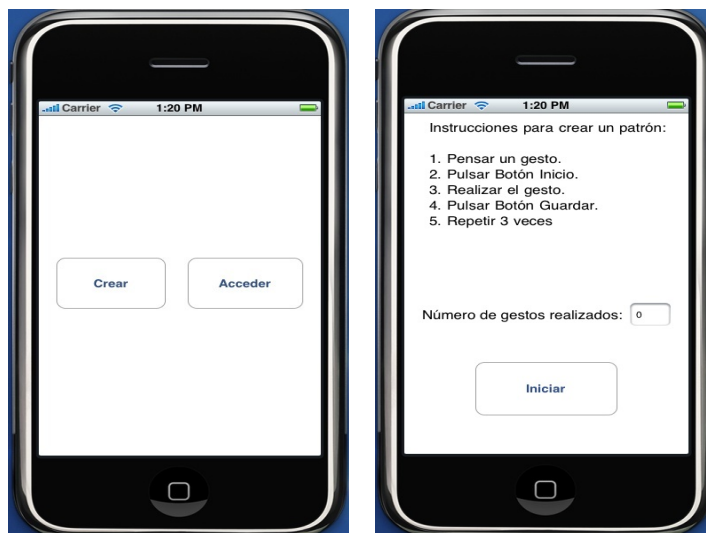 Carrier 1:20 PM
Crear
Acceder
Carrier 1:20 PM
Instrucciones para crear un patrón:
1. Pensar un gesto.
2. Pulsar Botón Inicio.
3. Realizar el gesto.
4. Pulsar Botón Guardar.
5. Repetir 3 veces
Número de gestos realizados: 0
Iniciar